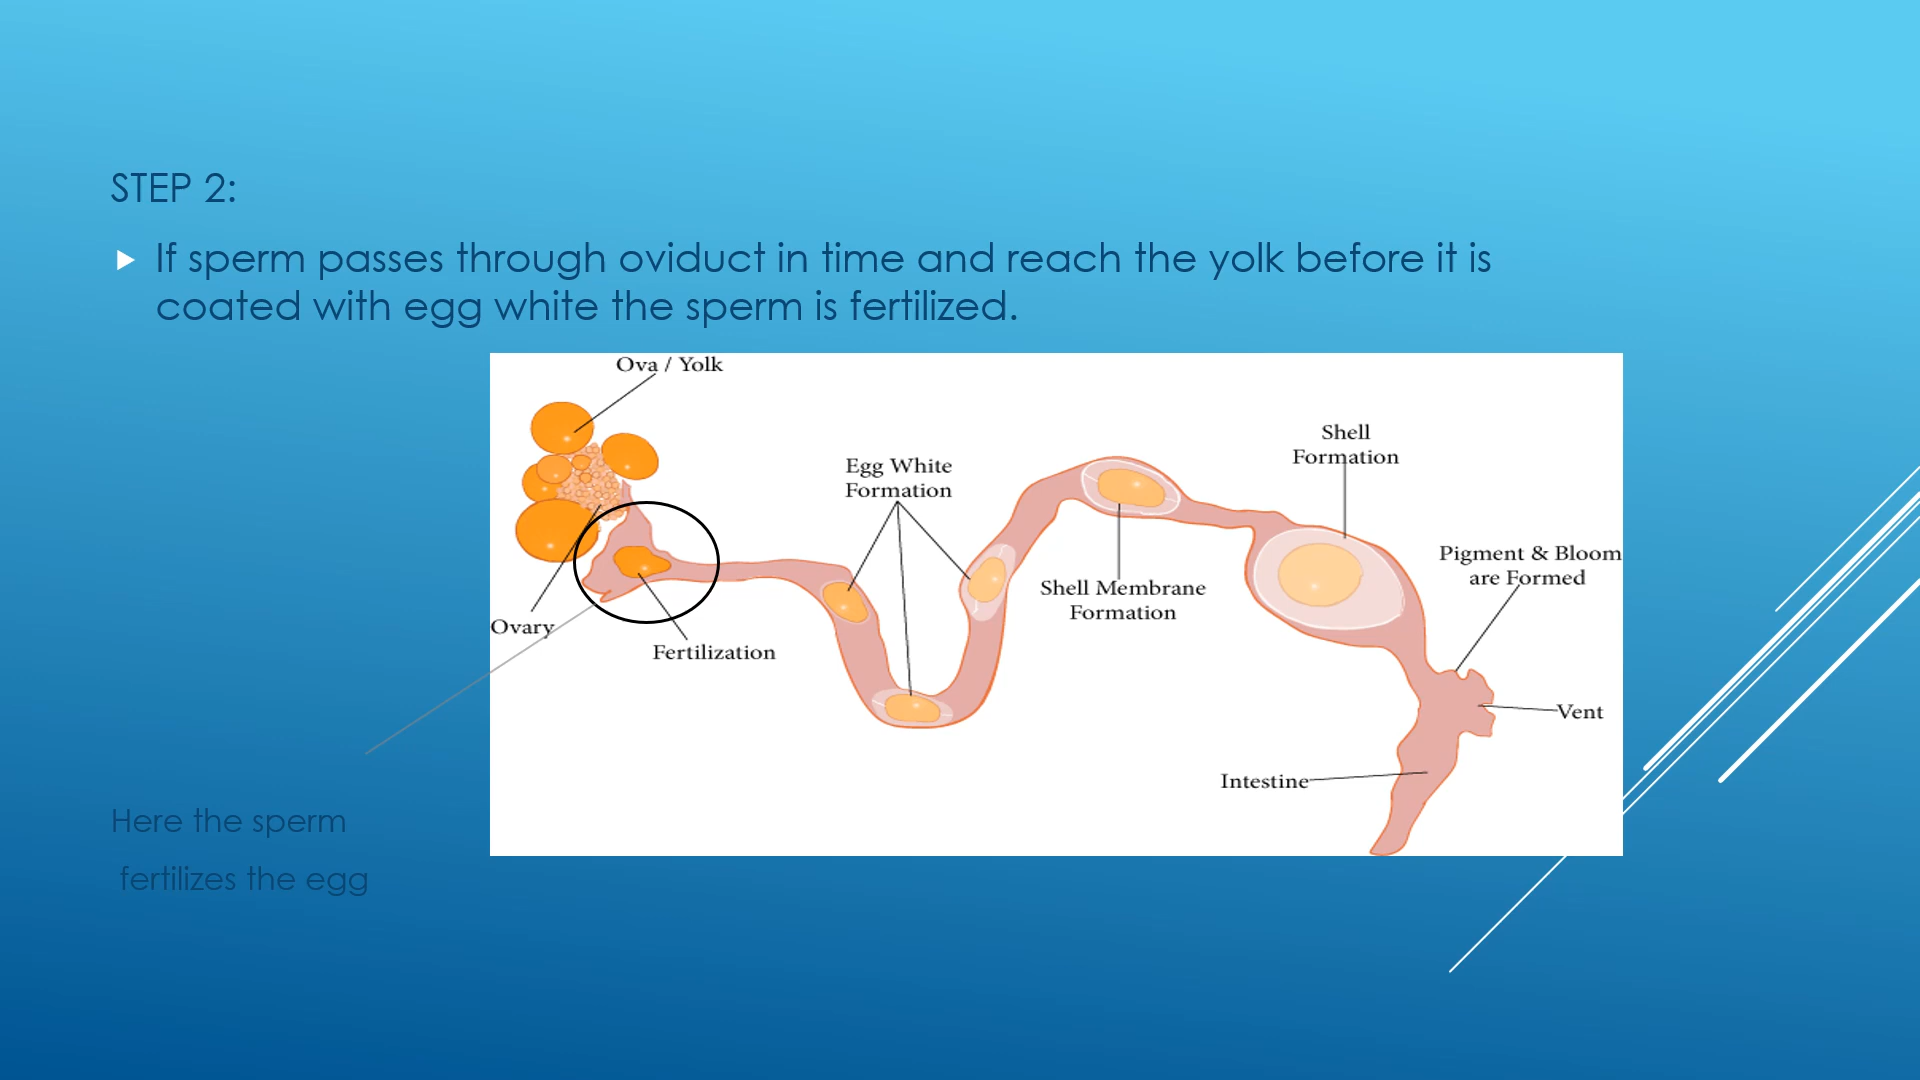 STEP 2:
If sperm passes through oviduct in time and reach the yolk before it is
coated with egg white the sperm is fertilized.
Ova / Yolk
Shell
Formation
Egg White
Formation
Pigment & Bloom
are Formed
Shell Membrane
Formation
Ovary
Fertilization
Vent
Intestine
Here the sperm
fertilizes the egg